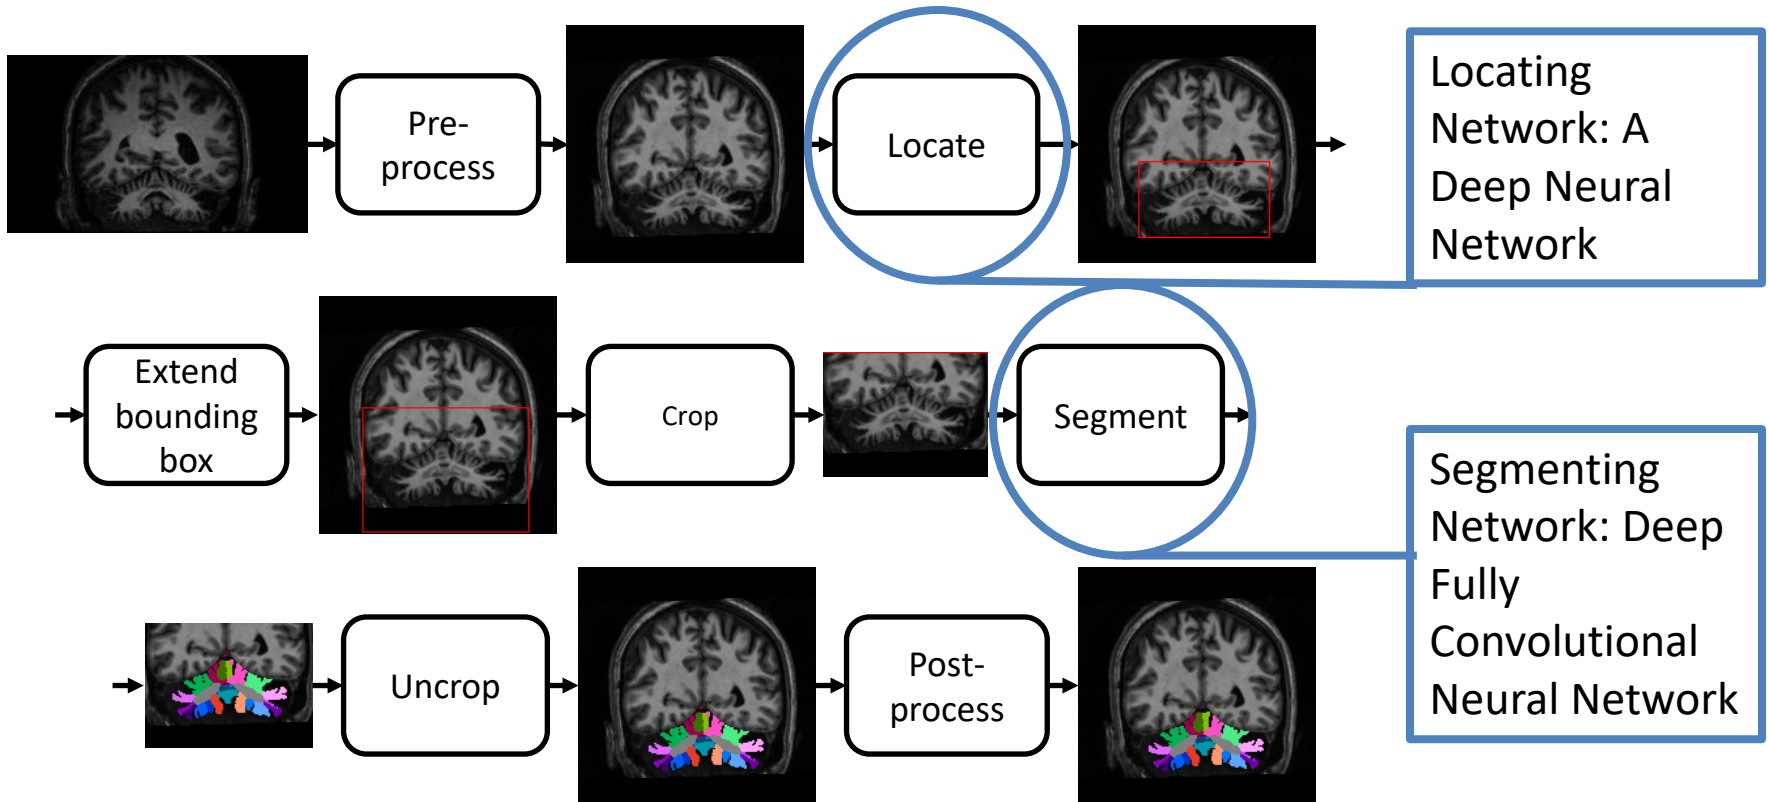 Pre-
process
Locate
Locating
Network: A
Deep Neural
Network
Extend
bounding
box
Crop
Segment
Segmenting
Network: Deep
Fully
Convolutional
Neural Network
Uncrop
Post-
process